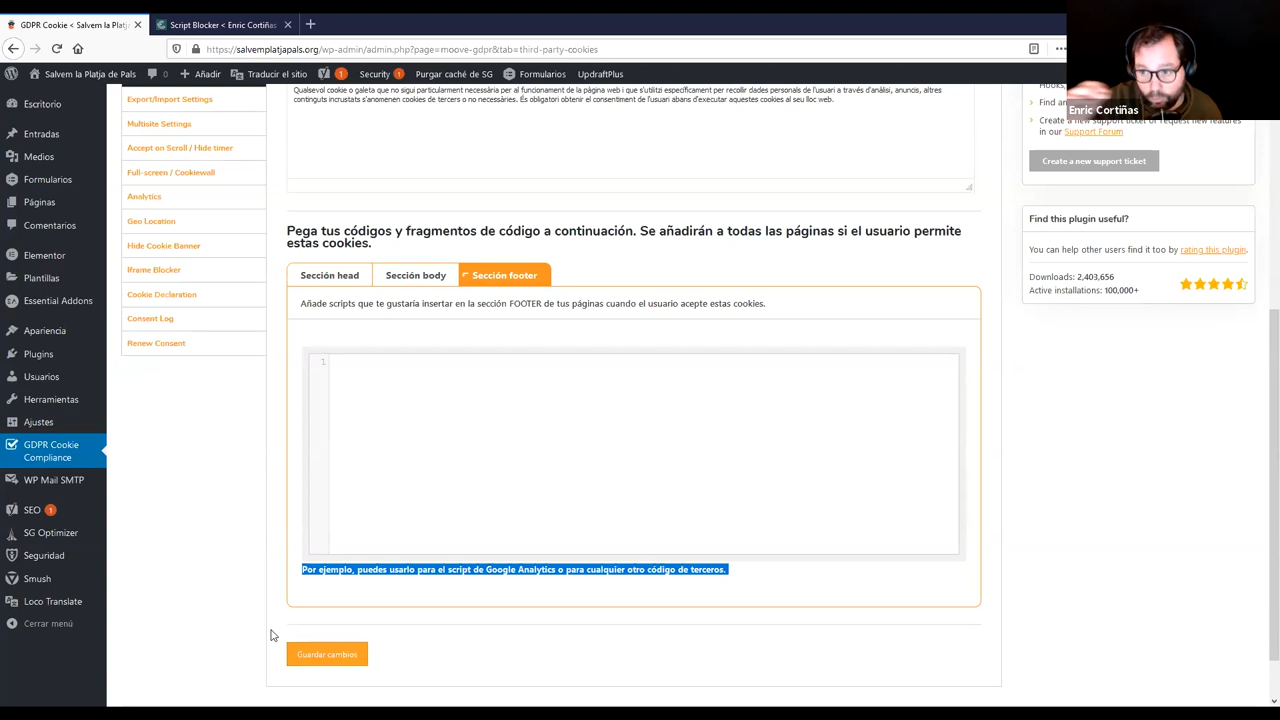 GDPR Cookie < Salvem la Platj
Script Blocker < Enric Cortiñas
https://salvemplatjapals.org/wp-admin/admin.php?page=moove-gdpr&tab=third-party-cookies
Salvem la Platja de Pals
0
Añadir
Traducir el sitio
1
Security
1
Purgar caché de SG
Formularios
UpdraftPlus
Escritorio
Entradas
Medios
Formularios
Páginas
Comentarios
Elementor
Plantillas
Essential Addons
Apariencia
Plugins
Usuarios
Herramientas
Ajustes
GDPR Cookie
Compliance
WP Mail SMTP
SEO 1
SG Optimizer
Seguridad
Smush
Loco Translate
Cerrar menú
Export/Import Settings
Multisite Settings
Accept on Scroll / Hide timer
Full-screen / Cookiewall
Analytics
Geo Location
Hide Cookie Banner
Iframe Blocker
Cookie Declaration
Consent Log
Renew Consent
Qualsevol cookie o galeta que no sigui particularment necessària per al funcionament de la pàgina web i que s'utilitzi específicament per recollir dades personals de l'usuari a través d'anàlisi, anuncis, altres
continguts incrustats s'anomenen cookies de tercers o no necessàries. És obligatori obtenir el consentiment de l'usuari abans d'executar aquestes cookies al seu lloc web.
Pega tus códigos y fragmentos de código a continuación. Se añadirán a todas las páginas si el usuario permite
estas cookies.
Sección head
Sección body
Sección footer
Añade scripts que te gustaría insertar en la sección FOOTER de tus páginas cuando el usuario acepte estas cookies.
1
Por ejemplo, puedes usarlo para el script de Google Analytics o para cualquier otro código de terceros.
Guardar cambios
Enric Cortiñas
Find an
Create a new support ticket or request new features
in our Support Forum
Create a new support ticket
Find this plugin useful?
You can help other users find it too by rating this plugin.
Downloads: 2,403,656
Active installations: 100,000+